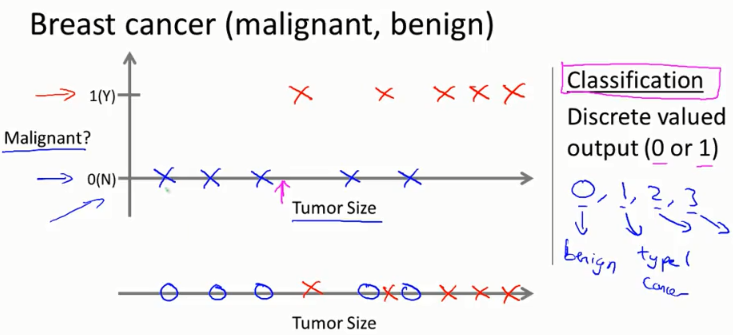 Breast cancer (malignant, benign)
1(Y)
Malignant?
0(N)
Tumor Size
Tumor Size
Classification
Discrete valued
output (0 or 1)
0, 1, 2, 3
benign type 1
cancer